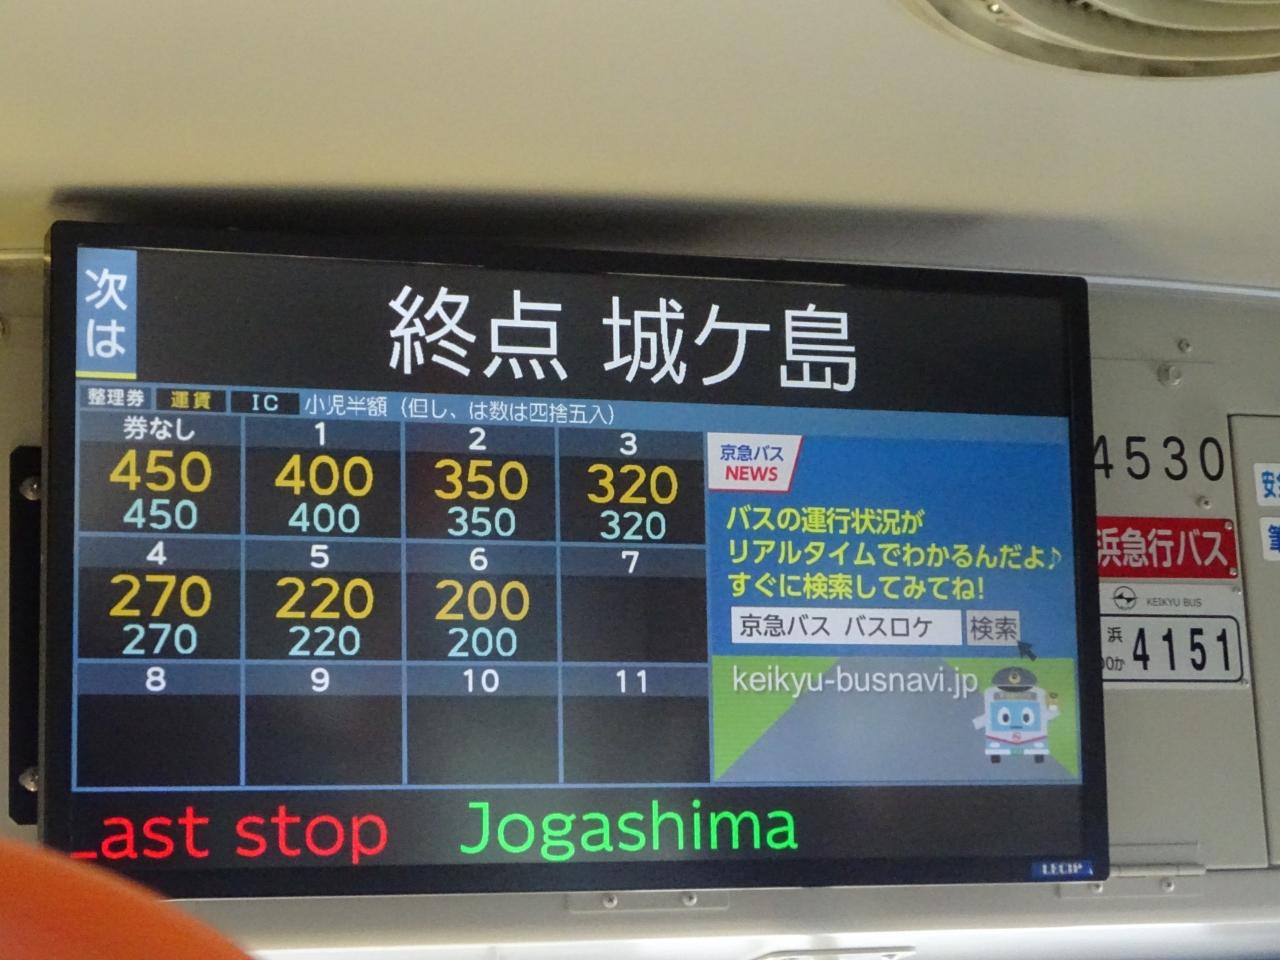 次は
終点 城ケ島
整理券 運賃 IC 小児半額（但し、は数は四捨五入）
券なし 1 2 3
450 400 350 320
450 400 350 320
4 5 6 7
270 220 200
270 220 200
8 9 10 11
京急バス
NEWS
バスの運行状況が
リアルタイムでわかるんだよ♪
すぐに検索してみてね!
京急バス バスロケ 検索
keikyu-busnavi.jp
Last stop Jogashima
LECIP
4530
浜急行バス
KEIKYU BUS
浜
00か 4151
安